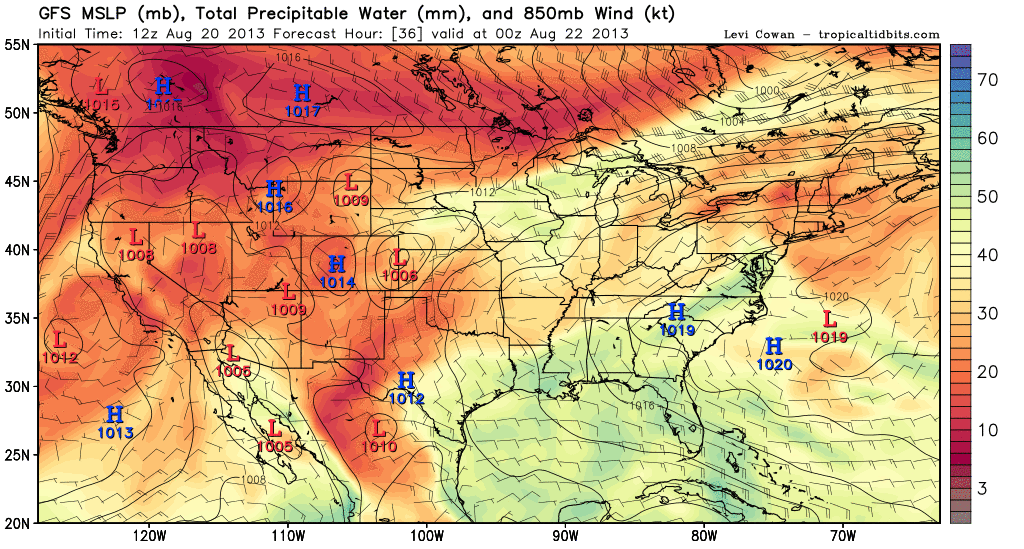 GFS MSLP (mb), Total Precipitable Water (mm), and 850mb Wind (kt)
Initial Time: 12z Aug 20 2013 Forecast Hour: [36] valid at 00z Aug 22 2013 Levi Cowan – tropicaltidbits.com
55N
1016
L H H 70
1015 1017 1000
50N
1004
60
1008
45N H L
1016 1009 1012
50
1012
L L
1008 1008
40N H L 40
1014 1006
L
1009 1020
35N L H L 30
1012 1019 1019
L H
1005 1020
30N H 20
1012
1016
H L L
1013 1005 1010 10
25N
1008
3
20N
120W 110W 100W 90W 80W 70W